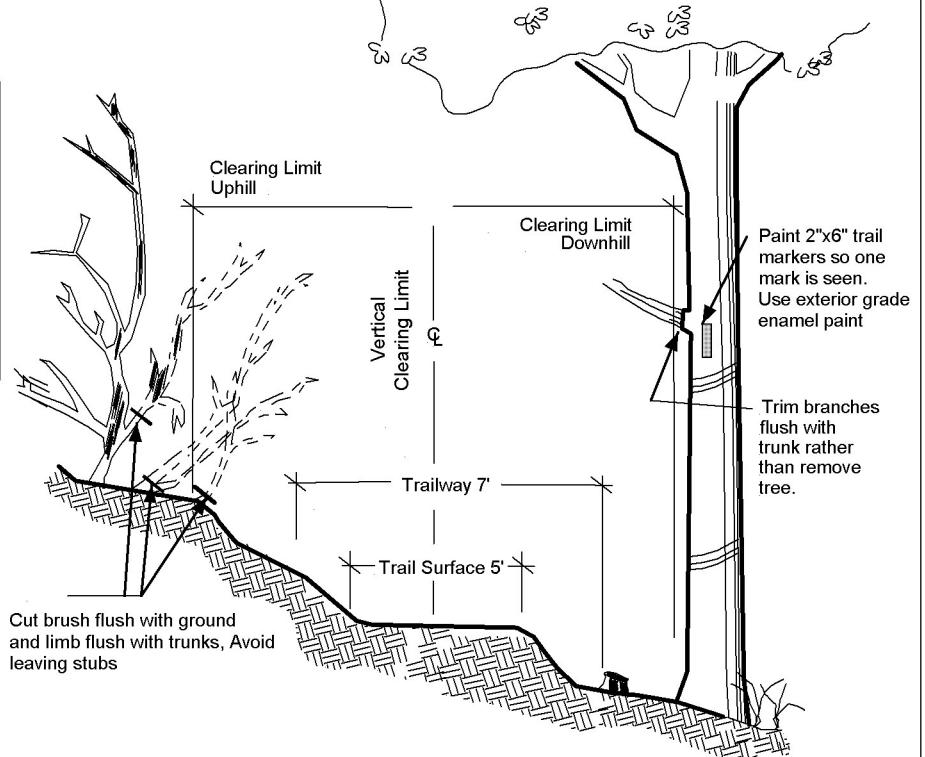 Clearing Limit
Uphill
Clearing Limit
Downhill
Vertical
Clearing Limit
℄
Paint 2"x6" trail
markers so one
mark is seen.
Use exterior grade
enamel paint
Trim branches
flush with
trunk rather
than remove
tree.
Trailway 7'
Trail Surface 5'
Cut brush flush with ground
and limb flush with trunks, Avoid
leaving stubs